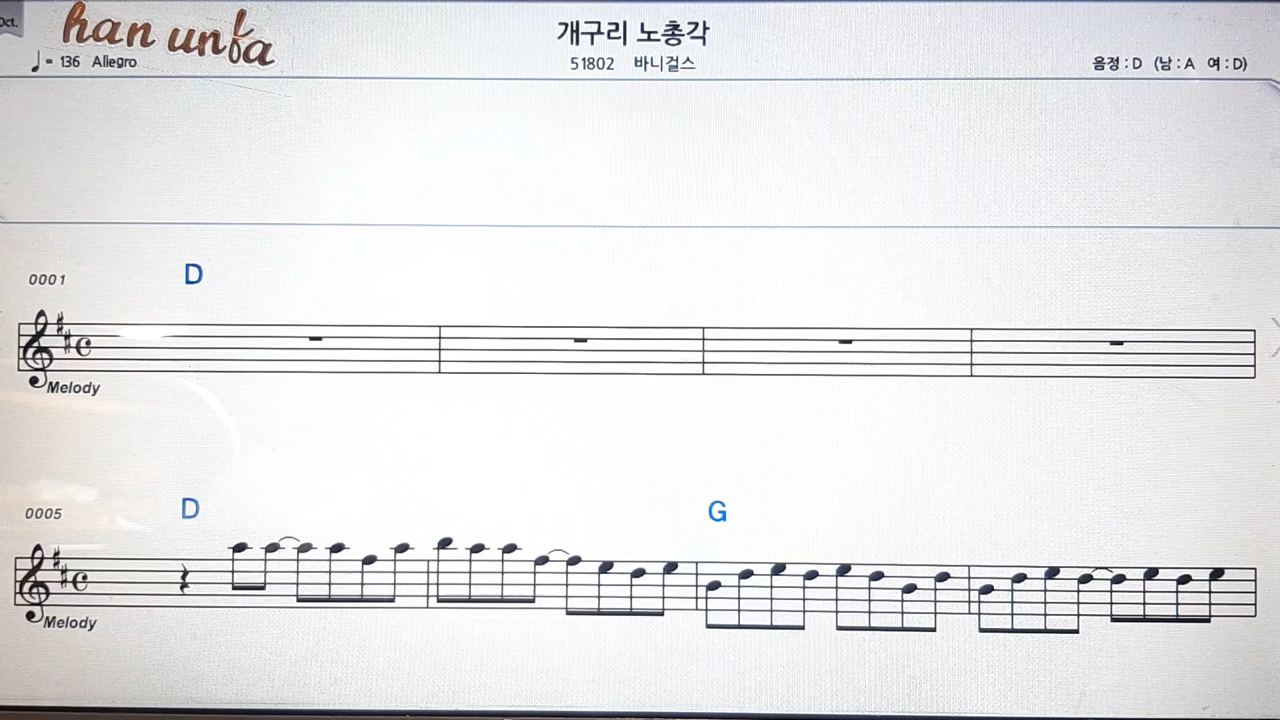 Oct.
han unfa
개구리 노총각
♩= 136 Allegro
51802 바니걸스
음정 : D (남 : A 여 : D)
0001
D
Melody
0005
D
G
Melody